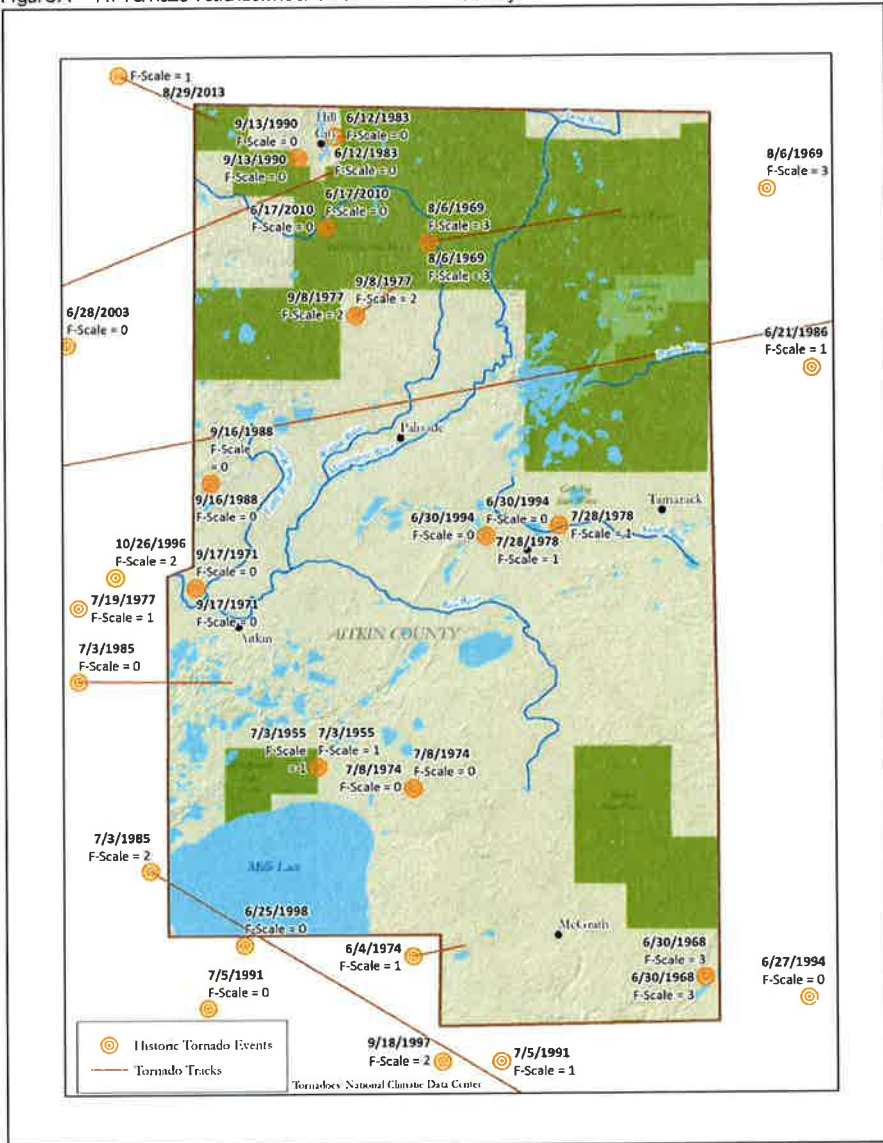 F-Scale = 1
8/29/2013
Hill
City
9/13/1990
F-Scale = 0
6/12/1983
F-Scale = 0
9/13/1990
F-Scale = 0
6/12/1983
F-Scale = 0
8/6/1969
F-Scale = 3
6/17/2010
F-Scale = 0
6/17/2010
F-Scale = 0
8/6/1969
F-Scale = 3
8/6/1969
F-Scale = 3
9/8/1977
F-Scale = 2
9/8/1977
F-Scale = 2
6/28/2003
F-Scale = 0
6/21/1986
F-Scale = 1
9/16/1988
F-Scale
= 0
Palisade
9/16/1988
F-Scale = 0
6/30/1994
F-Scale = 0
6/30/1994
F-Scale = 0
Tamarack
7/28/1978
F-Scale = 1
7/28/1978
F-Scale = 1
10/26/1996
F-Scale = 2
9/17/1971
F-Scale = 0
7/19/1977
F-Scale = 1
9/17/1971
F-Scale = 0
Aitkin
AITKIN COUNTY
7/3/1985
F-Scale = 0
7/3/1955
F-Scale
= 1
7/3/1955
F-Scale = 1
7/8/1974
F-Scale = 0
7/8/1974
F-Scale = 0
7/3/1985
F-Scale = 2
Mille Lacs
6/25/1998
F-Scale = 0
6/4/1974
F-Scale = 1
McGrath
6/30/1968
F-Scale = 3
6/30/1968
F-Scale = 3
6/27/1994
F-Scale = 0
7/5/1991
F-Scale = 0
9/18/1997
F-Scale = 2
7/5/1991
F-Scale = 1
Historic Tornado Events
Tornado Tracks
Tornadoes: National Climatic Data Center